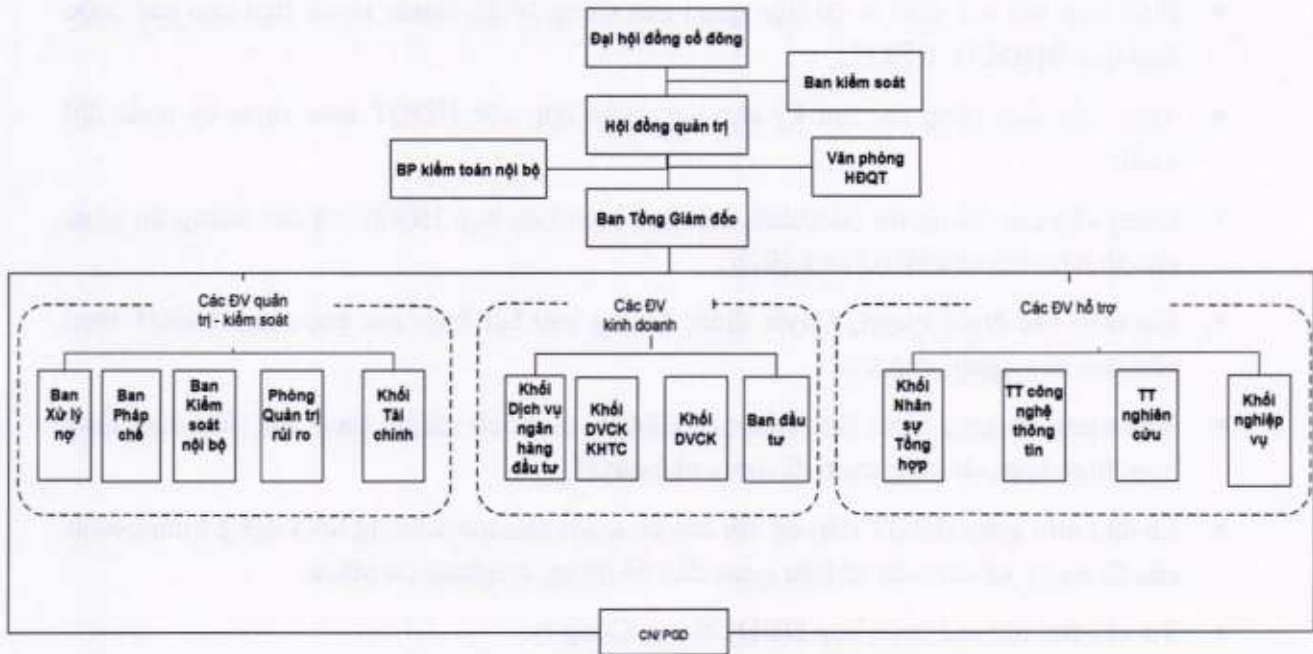 Đại hội đồng cổ đông
Ban kiểm soát
Hội đồng quản trị
BP kiểm toán nội bộ
Văn phòng
HĐQT
Ban Tổng Giám đốc
Các ĐV quản
trị - kiểm soát
Các ĐV
kinh doanh
Các ĐV hỗ trợ
Ban
Xử lý
nợ
Ban
Pháp
chế
Ban
Kiểm
soát
nội bộ
Phòng
Quản trị
rủi ro
Khối
Tài
chính
Khối
Dịch vụ
ngân
hàng
đầu tư
Khối
DVCK
KHTC
Khối
DVCK
Ban đầu
tư
Khối
Nhân
sự
Tổng
hợp
TT công
nghệ
thông
tin
TT
nghiên
cứu
Khối
nghiệp
vụ
CN/ PGD